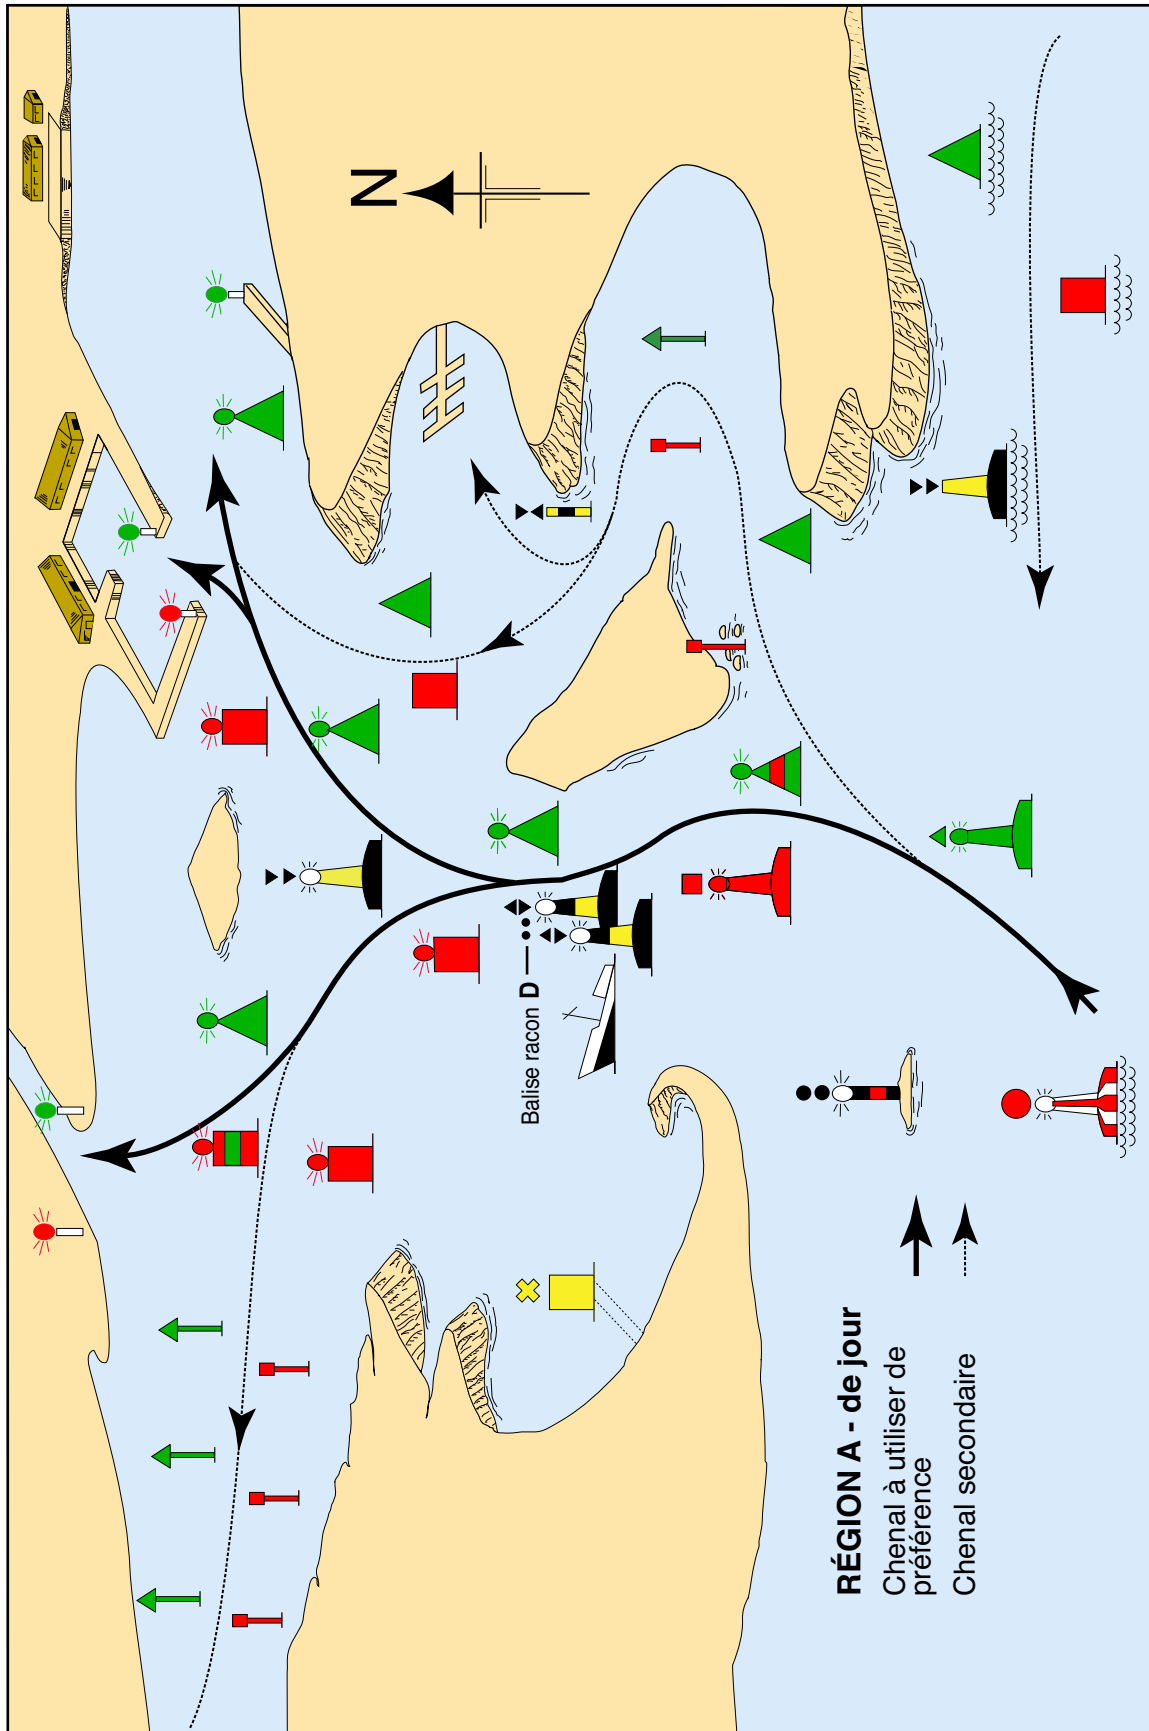 N
Balise racon D
RÉGION A - de jour
Chenal à utiliser de
préférence
Chenal secondaire